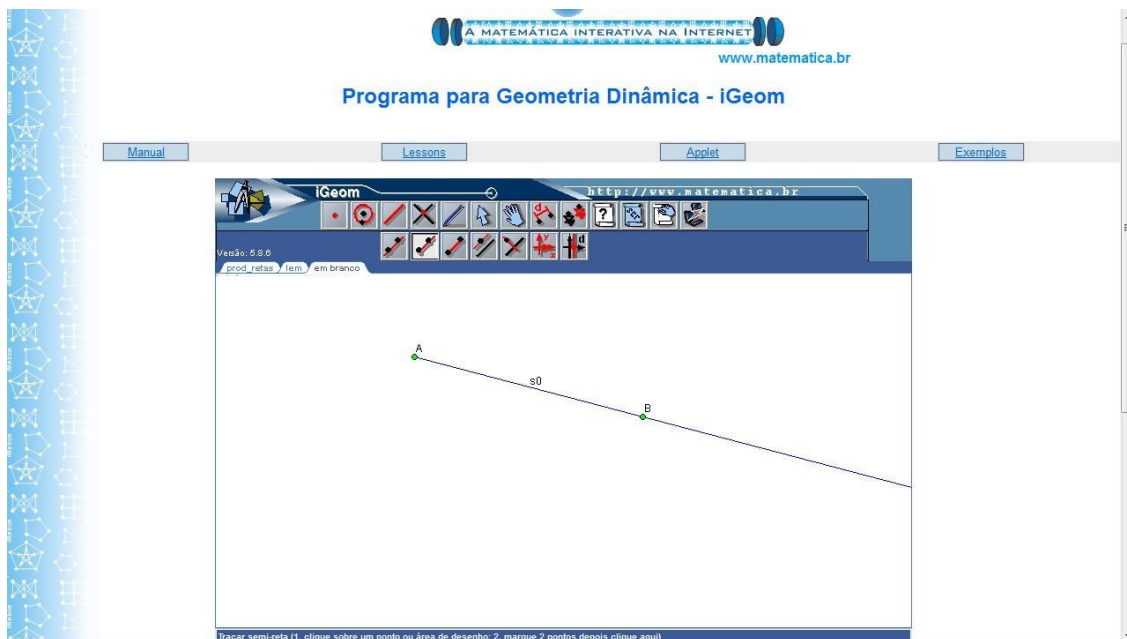 A MATEMÁTICA INTERATIVA NA INTERNET
www.matematica.br
Programa para Geometria Dinâmica - iGeom
Manual Lessons Applet Exemplos
iGeom http://www.matematica.br
Versão: 5.8.6
prod_retas lem em branco
A
s0
B
Traçar semi-reta (1. clique sobre um ponto ou área de desenho; 2. marque 2 pontos depois clique aqui)